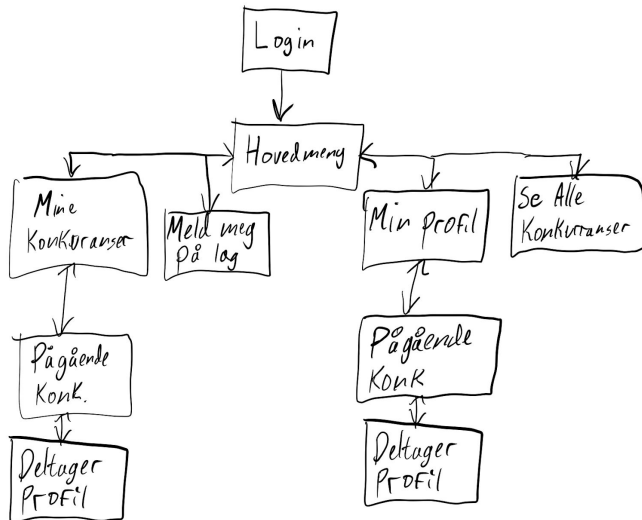 Login
Hovedmeny
Mine
Konkuranser
Meld meg
på lag
Min profil
Se Alle
Konkurranser
Pågående
Konk.
Pågående
Konk
Deltager
Profil
Deltager
Profil